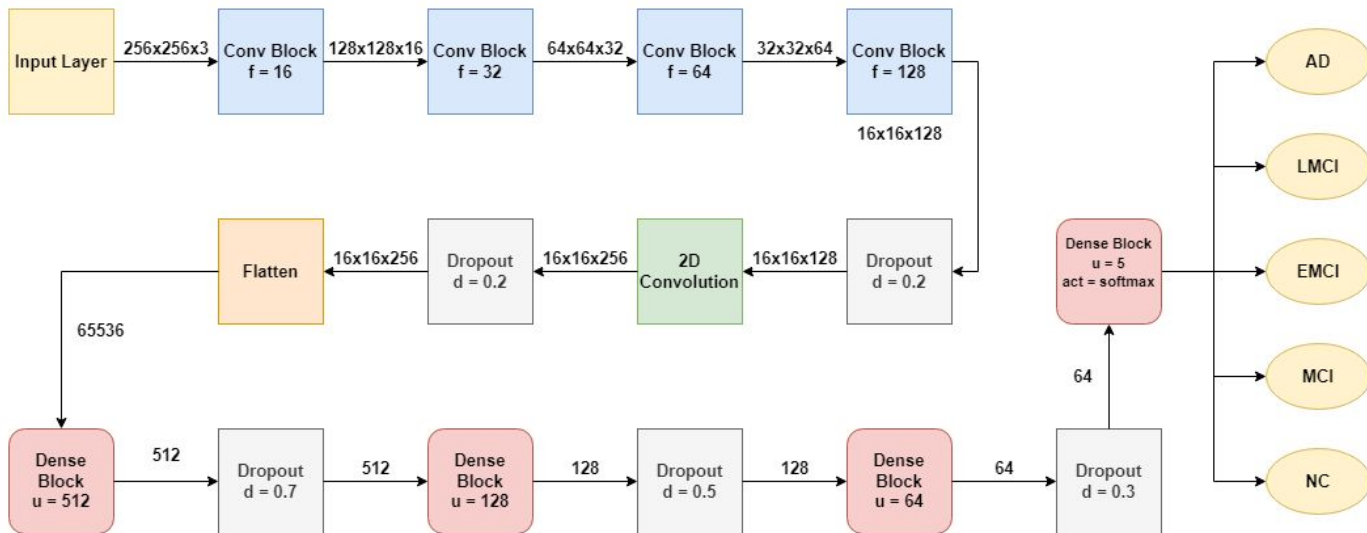 Input Layer
256x256x3
Conv Block
f = 16
128x128x16
Conv Block
f = 32
64x64x32
Conv Block
f = 64
32x32x64
Conv Block
f = 128
16x16x128
Dropout
d = 0.2
16x16x128
2D
Convolution
16x16x256
Dropout
d = 0.2
16x16x256
Flatten
65536
Dense
Block
u = 512
512
Dropout
d = 0.7
512
Dense
Block
u = 128
128
Dropout
d = 0.5
128
Dense
Block
u = 64
64
Dropout
d = 0.3
64
Dense Block
u = 5
act = softmax
AD
LMCI
EMCI
MCI
NC